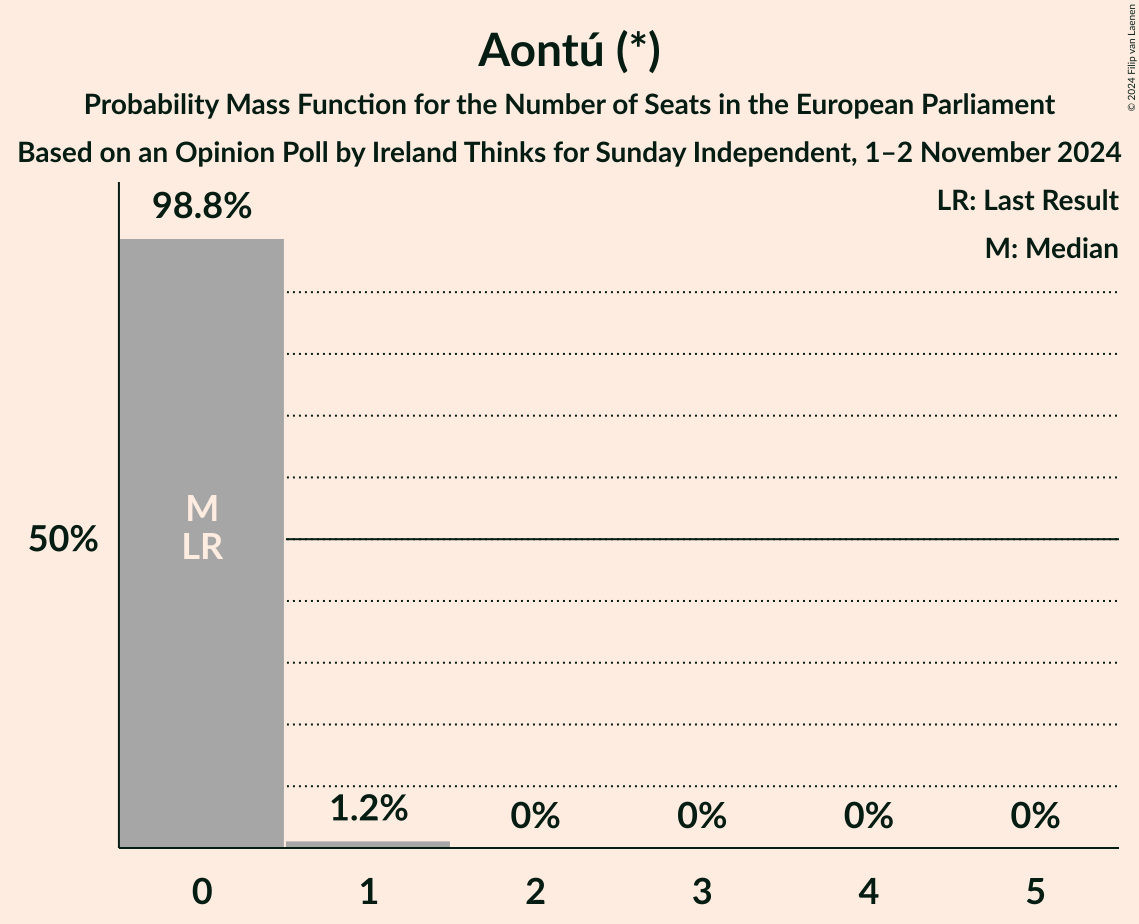 © 2024 Filip van Laenen
Aontú (*)
Probability Mass Function for the Number of Seats in the European Parliament
Based on an Opinion Poll by Ireland Thinks for Sunday Independent, 1–2 November 2024
LR: Last Result
M: Median
98.8%
M
LR
50%
1.2%
0%
0%
0%
0%
0
1
2
3
4
5